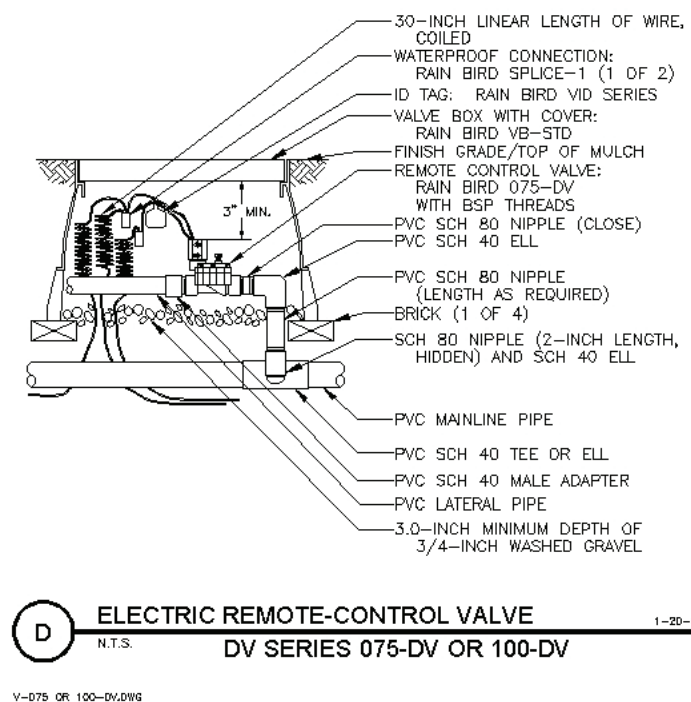 30-INCH LINEAR LENGTH OF WIRE,
COILED
WATERPROOF CONNECTION:
RAIN BIRD SPLICE-1 (1 OF 2)
ID TAG: RAIN BIRD VID SERIES
VALVE BOX WITH COVER:
RAIN BIRD VB-STD
FINISH GRADE/TOP OF MULCH
REMOTE CONTROL VALVE:
RAIN BIRD 075-DV
WITH BSP THREADS
3" MIN.
PVC SCH 80 NIPPLE (CLOSE)
PVC SCH 40 ELL
PVC SCH 80 NIPPLE
(LENGTH AS REQUIRED)
BRICK (1 OF 4)
SCH 80 NIPPLE (2-INCH LENGTH,
HIDDEN) AND SCH 40 ELL
PVC MAINLINE PIPE
PVC SCH 40 TEE OR ELL
PVC SCH 40 MALE ADAPTER
PVC LATERAL PIPE
3.0-INCH MINIMUM DEPTH OF
3/4-INCH WASHED GRAVEL
D
ELECTRIC REMOTE-CONTROL VALVE
1-20-
N.T.S.
DV SERIES 075-DV OR 100-DV
V-075 OR 100-DV.DWG